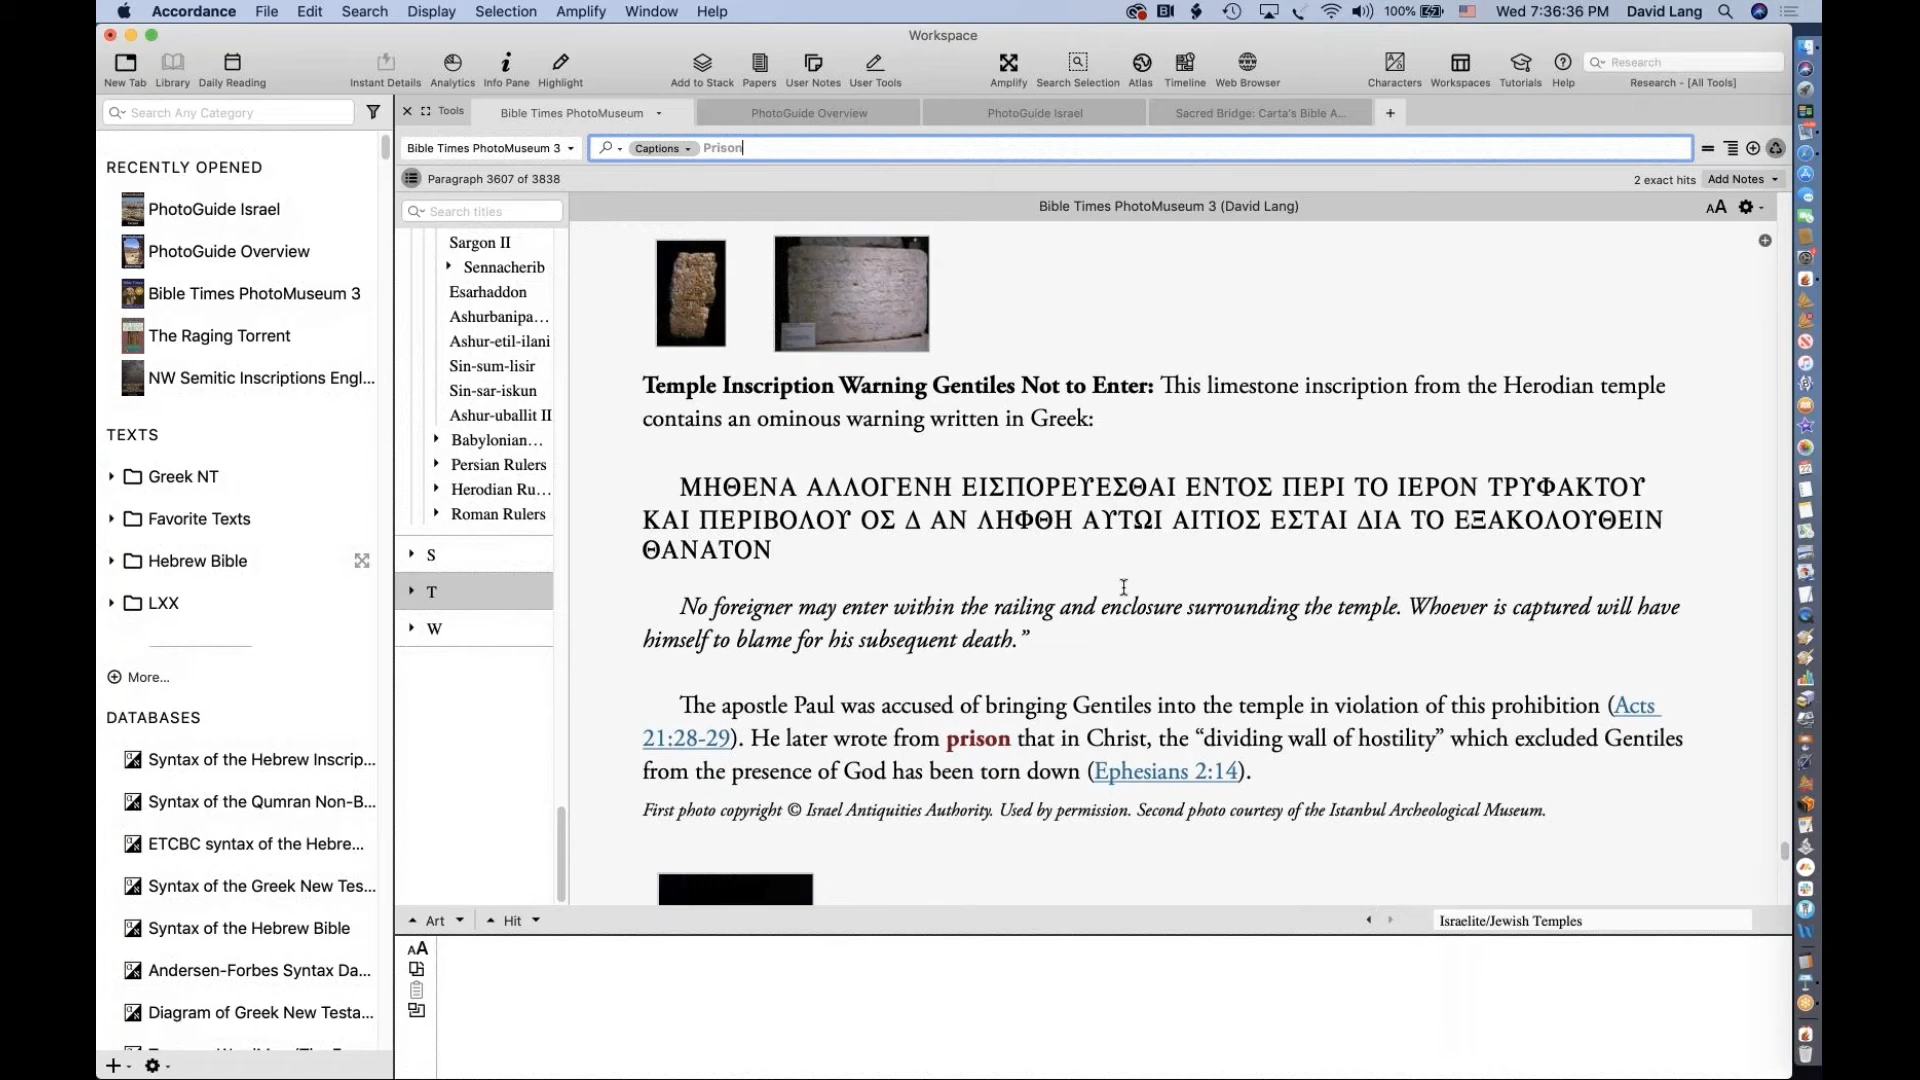 Accordance File Edit Search Display Selection Amplify Window Help
100% Wed 7:36:36 PM David Lang
Workspace
New Tab Library Daily Reading Instant Details Analytics Info Pane Highlight Add to Stack Papers User Notes User Tools Amplify Search Selection Atlas Timeline Web Browser Characters Workspaces Tutorials Help Research Research - [All Tools]
Search Any Category
Tools Bible Times PhotoMuseum PhotoGuide Overview PhotoGuide Israel Sacred Bridge: Carta's Bible A...
Bible Times PhotoMuseum 3 Captions Prison
Paragraph 3607 of 3838 2 exact hits Add Notes
RECENTLY OPENED
PhotoGuide Israel
PhotoGuide Overview
Bible Times PhotoMuseum 3
The Raging Torrent
NW Semitic Inscriptions Engl...
TEXTS
Greek NT
Favorite Texts
Hebrew Bible
LXX
More...
DATABASES
Syntax of the Hebrew Inscrip...
Syntax of the Qumran Non-B...
ETCBC syntax of the Hebre...
Syntax of the Greek New Tes...
Syntax of the Hebrew Bible
Andersen-Forbes Syntax Da...
Diagram of Greek New Testa...
Search titles
Sargon II
Sennacherib
Esarhaddon
Ashurbanipa...
Ashur-etil-ilani
Sin-sum-lisir
Sin-sar-iskun
Ashur-uballit II
Babylonian...
Persian Rulers
Herodian Ru...
Roman Rulers
S
T
W
Bible Times PhotoMuseum 3 (David Lang)
AA
Temple Inscription Warning Gentiles Not to Enter: This limestone inscription from the Herodian temple
contains an ominous warning written in Greek:
ΜΗΘΕΝΑ ΑΛΛΟΓΕΝΗ ΕΙΣΠΟΡΕΥΕΣΘΑΙ ΕΝΤΟΣ ΠΕΡΙ ΤΟ ΙΕΡΟΝ ΤΡΥΦΑΚΤΟΥ
ΚΑΙ ΠΕΡΙΒΟΛΟΥ ΟΣ Δ ΑΝ ΛΗΦΘΗ ΑΥΤΩΙ ΑΙΤΙΟΣ ΕΣΤΑΙ ΔΙΑ ΤΟ ΕΞΑΚΟΛΟΥΘΕΙΝ
ΘΑΝΑΤΟΝ
No foreigner may enter within the railing and enclosure surrounding the temple. Whoever is captured will have
himself to blame for his subsequent death.”
The apostle Paul was accused of bringing Gentiles into the temple in violation of this prohibition (Acts
21:28-29). He later wrote from prison that in Christ, the “dividing wall of hostility” which excluded Gentiles
from the presence of God has been torn down (Ephesians 2:14).
First photo copyright © Israel Antiquities Authority. Used by permission. Second photo courtesy of the Istanbul Archeological Museum.
Art Hit Israelite/Jewish Temples
AA